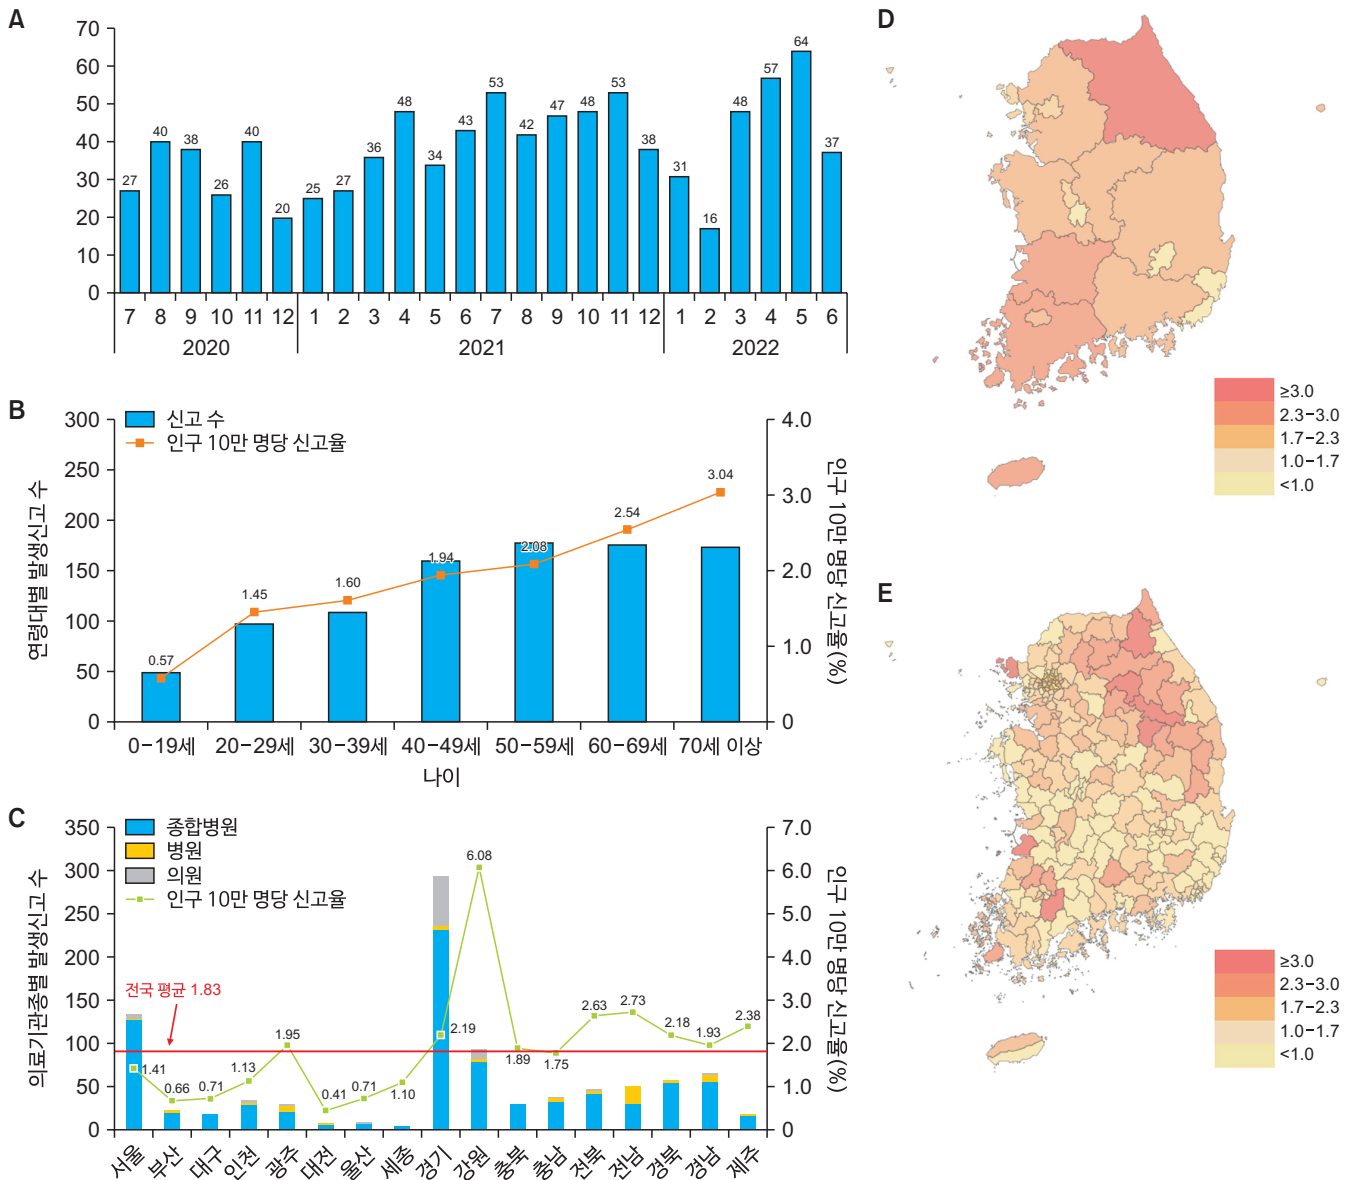 A
70
60
50
40
30
20
10
0
27 40 38 26 40 20 25 27 36 48 34 43 53 42 47 48 53 38 31 16 48 57 64 37
7 8 9 10 11 12 1 2 3 4 5 6 7 8 9 10 11 12 1 2 3 4 5 6
2020 2021 2022
B
신고 수
인구 10만 명당 신고율
연령대별 발생신고 수
300
250
200
150
100
50
0
0.57 1.45 1.60 1.94 2.08 2.54 3.04
4.0
3.0
2.0
1.0
0
인구 10만 명당 신고율(%)
0-19세 20-29세 30-39세 40-49세 50-59세 60-69세 70세 이상
나이
C
종합병원
병원
의원
인구 10만 명당 신고율
의료기관종별 발생신고 수
350
300
250
200
150
100
50
0
전국 평균 1.83
1.41 0.66 0.71 1.13 1.95 0.41 0.71 1.10 2.19 6.08 1.89 1.75 2.63 2.73 2.18 1.93 2.38
7.0
6.0
5.0
4.0
3.0
2.0
1.0
0
인구 10만 명당 신고율(%)
서울 부산 대구 인천 광주 대전 울산 세종 경기 강원 충북 충남 전북 전남 경북 경남 제주
D
≥3.0
2.3-3.0
1.7-2.3
1.0-1.7
<1.0
E
≥3.0
2.3-3.0
1.7-2.3
1.0-1.7
<1.0